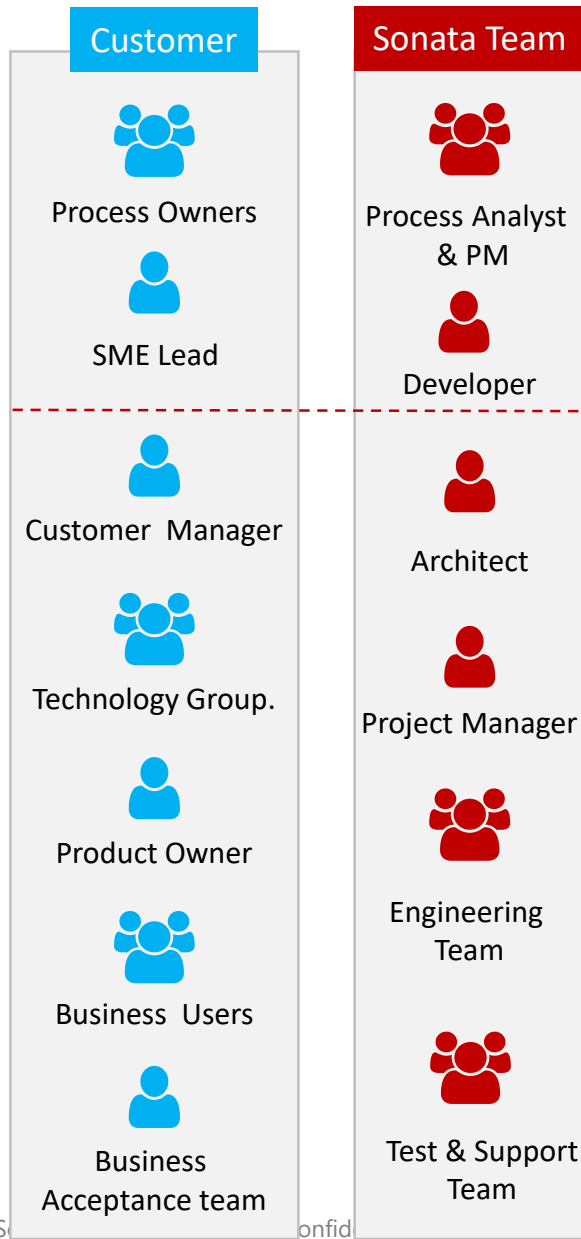 Customer
Process Owners
SME Lead
Customer Manager
Technology Group.
Product Owner
Business Users
Business
Acceptance team
Sonata Team
Process Analyst
& PM
Developer
Architect
Project Manager
Engineering
Team
Test & Support
Team